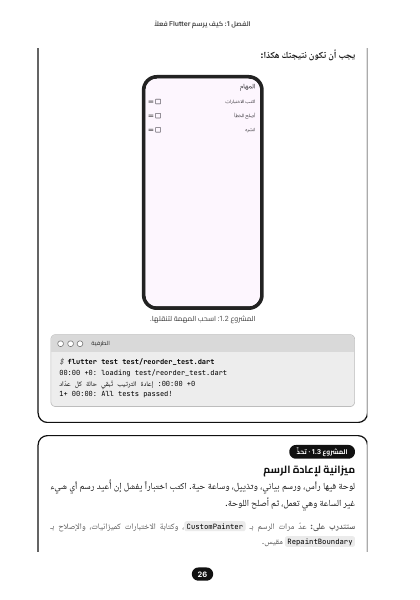 الفصل 1: كيف يرسم Flutter فعلاً
يجب أن تكون نتيجتك هكذا:
المهام
اكتب الاختبارات
أصلح الخطأ
انشره
المشروع 1.2: اسحب المهمة لتنقلها.
الطرفية
$ flutter test test/reorder_test.dart
00:00 +0: loading test/reorder_test.dart
00:00 +0: إعادة الترتيب تُبقي حالة كل عدّاد
00:00 +1: All tests passed!
المشروع 1.3 · تحدٍّ
ميزانية لإعادة الرسم
لوحة فيها رأس، ورسم بياني، وتذييل، وساعة حية. اكتب اختباراً يفشل إن أُعيد رسم أي شيء
غير الساعة وهي تعمل، ثم أصلح اللوحة.
ستتدرب على: عدّ مرات الرسم بـ CustomPainter، وكتابة الاختبارات كميزانيات، والإصلاح بـ
RepaintBoundary مقيس.
26